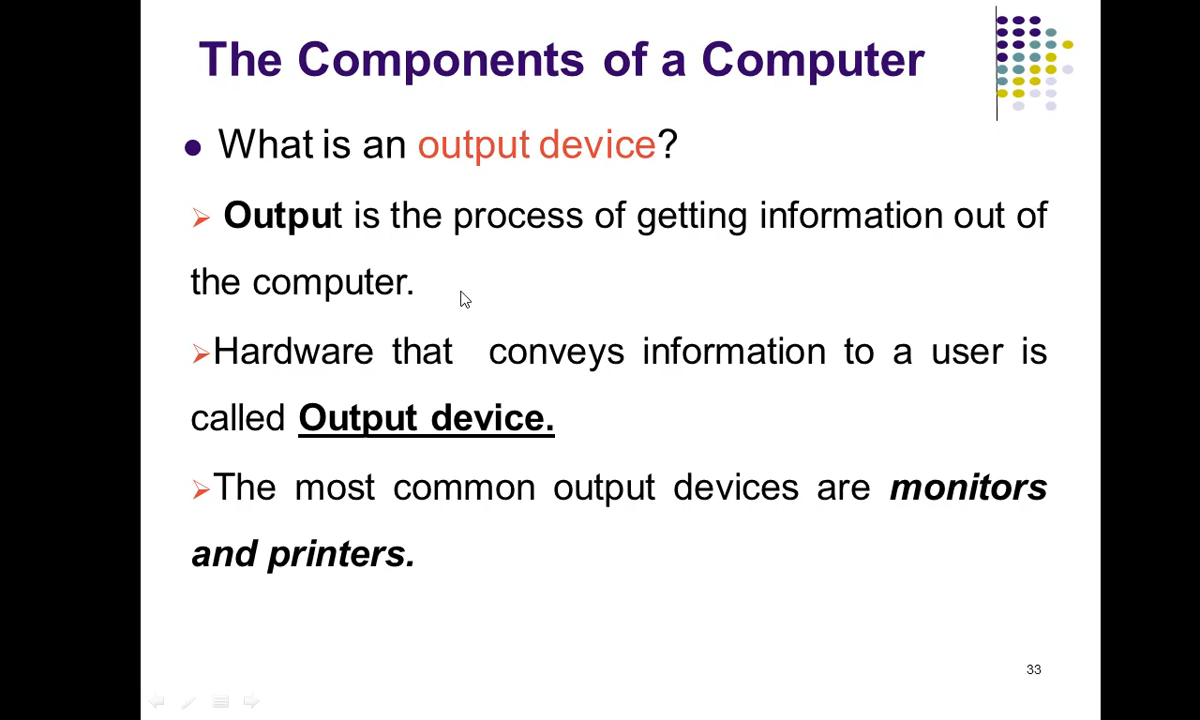 The Components of a Computer
What is an output device?
Output is the process of getting information out of
the computer.
Hardware that conveys information to a user is
called Output device.
The most common output devices are monitors
and printers.
33